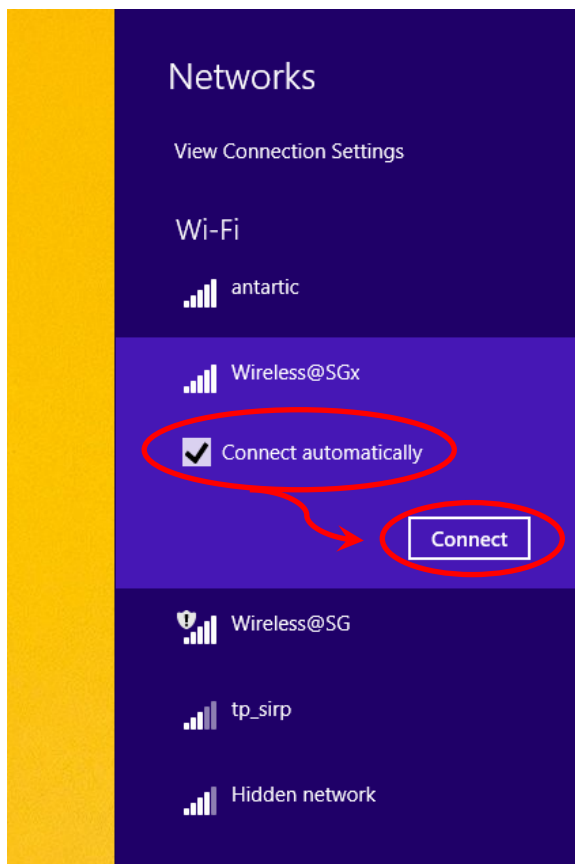 Networks
View Connection Settings
Wi-Fi
antartic
Wireless@SGx
Connect automatically
Connect
Wireless@SG
tp_sirp
Hidden network